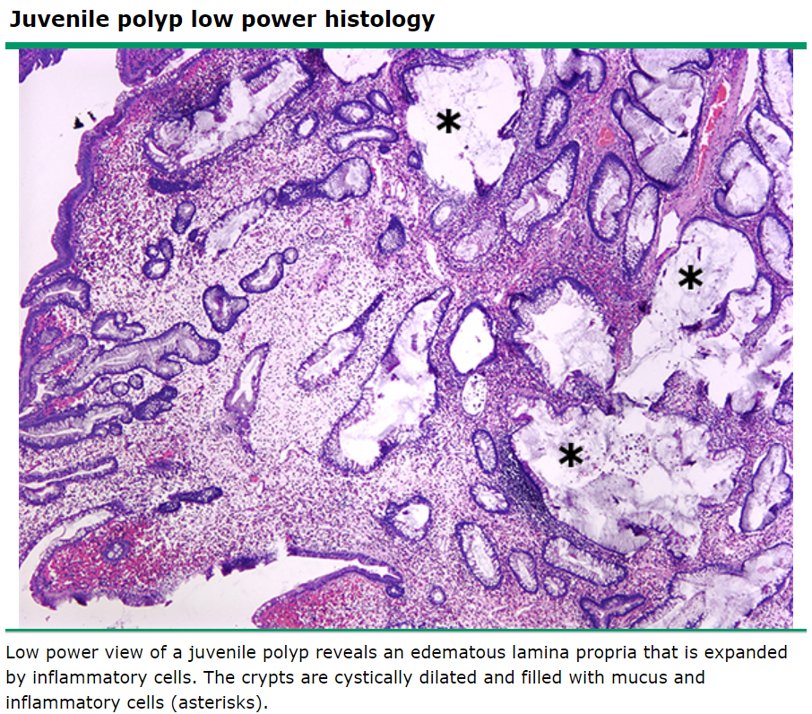 Juvenile polyp low power histology
*
*
*
Low power view of a juvenile polyp reveals an edematous lamina propria that is expanded
by inflammatory cells. The crypts are cystically dilated and filled with mucus and
inflammatory cells (asterisks).